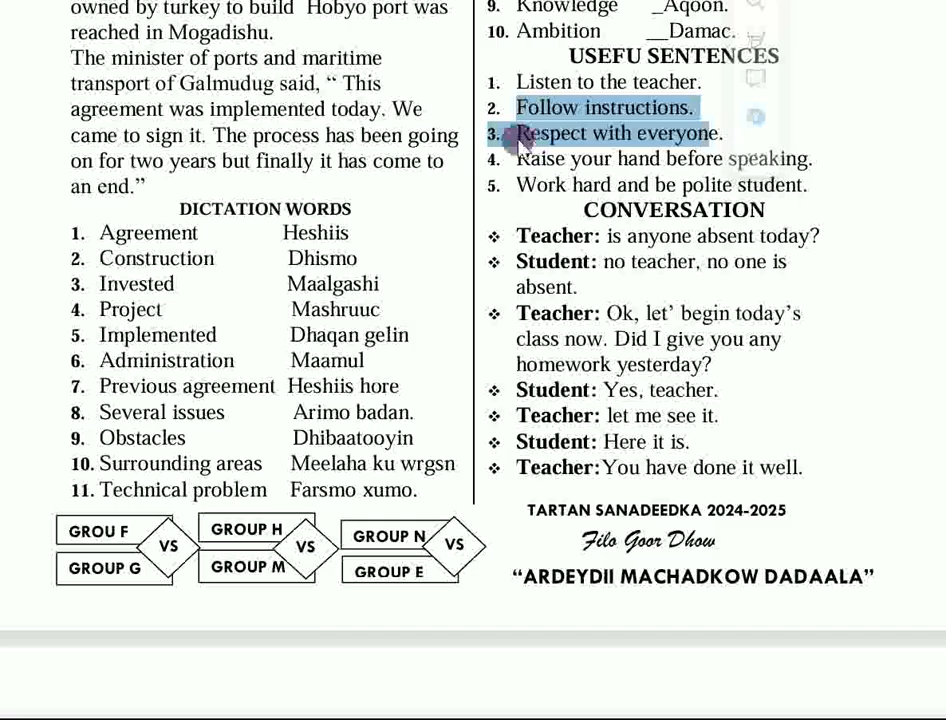 owned by turkey to build Hobyo port was
reached in Mogadishu.
The minister of ports and maritime
transport of Galmudug said, “ This
agreement was implemented today. We
came to sign it. The process has been going
on for two years but finally it has come to
an end.”
DICTATION WORDS
1. Agreement Heshiis
2. Construction Dhismo
3. Invested Maalgashi
4. Project Mashruuc
5. Implemented Dhaqan gelin
6. Administration Maamul
7. Previous agreement Heshiis hore
8. Several issues Arimo badan.
9. Obstacles Dhibaatooyin
10. Surrounding areas Meelaha ku wrgsn
11. Technical problem Farsmo xumo.
GROU F
VS
GROUP G
GROUP H
VS
GROUP M
GROUP N
VS
GROUP E
9. Knowledge _Aqoon.
10. Ambition __Damac.
USEFU SENTENCES
1. Listen to the teacher.
2. Follow instructions.
3. Respect with everyone.
4. Raise your hand before speaking.
5. Work hard and be polite student.
CONVERSATION
❖ Teacher: is anyone absent today?
❖ Student: no teacher, no one is
absent.
❖ Teacher: Ok, let’ begin today’s
class now. Did I give you any
homework yesterday?
❖ Student: Yes, teacher.
❖ Teacher: let me see it.
❖ Student: Here it is.
❖ Teacher:You have done it well.
TARTAN SANADEEDKA 2024-2025
Filo Goor Dhow
“ARDEYDII MACHADKOW DADAALA”